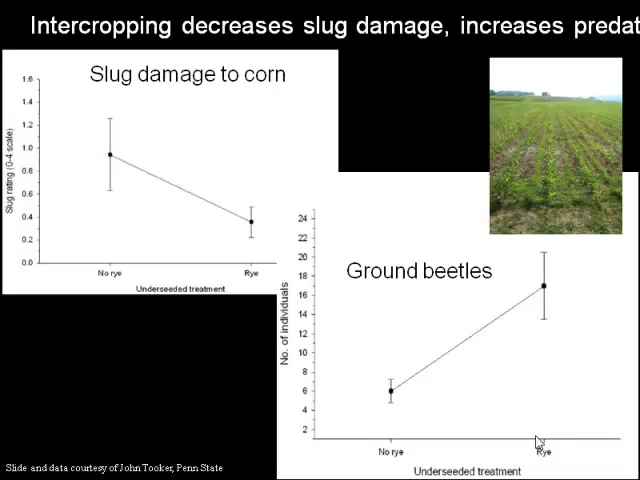 Intercropping decreases slug damage, increases predat
Slug damage to corn
Slug rating (0-4 scale)
1.6
1.4
1.2
1.0
0.8
0.6
0.4
0.2
0.0
No rye
Rye
Underseeded treatment
Ground beetles
No. of individuals
24
22
20
18
16
14
12
10
8
6
4
2
No rye
Rye
Underseeded treatment
Slide and data courtesy of John Tooker, Penn State